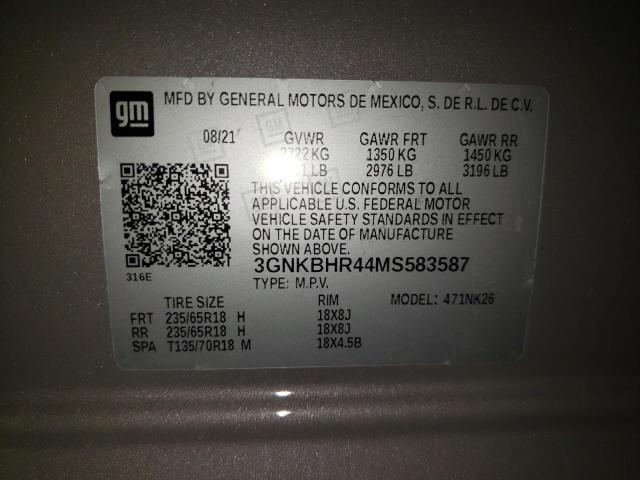 gm
MFD BY GENERAL MOTORS DE MEXICO, S. DE R.L. DE C.V.
08/21 GVWR GAWR FRT GAWR RR
2722 KG 1350 KG 1450 KG
LB 2976 LB 3196 LB
THIS VEHICLE CONFORMS TO ALL
APPLICABLE U.S. FEDERAL MOTOR
VEHICLE SAFETY STANDARDS IN EFFECT
ON THE DATE OF MANUFACTURE
SHOWN ABOVE.
3GNKBHR44MS583587
316E
TYPE: M.P.V.
TIRE SIZE RIM MODEL: 471NK26
FRT 235/65R18 H 18X8J
RR 235/65R18 H 18X8J
SPA T135/70R18 M 18X4.5B